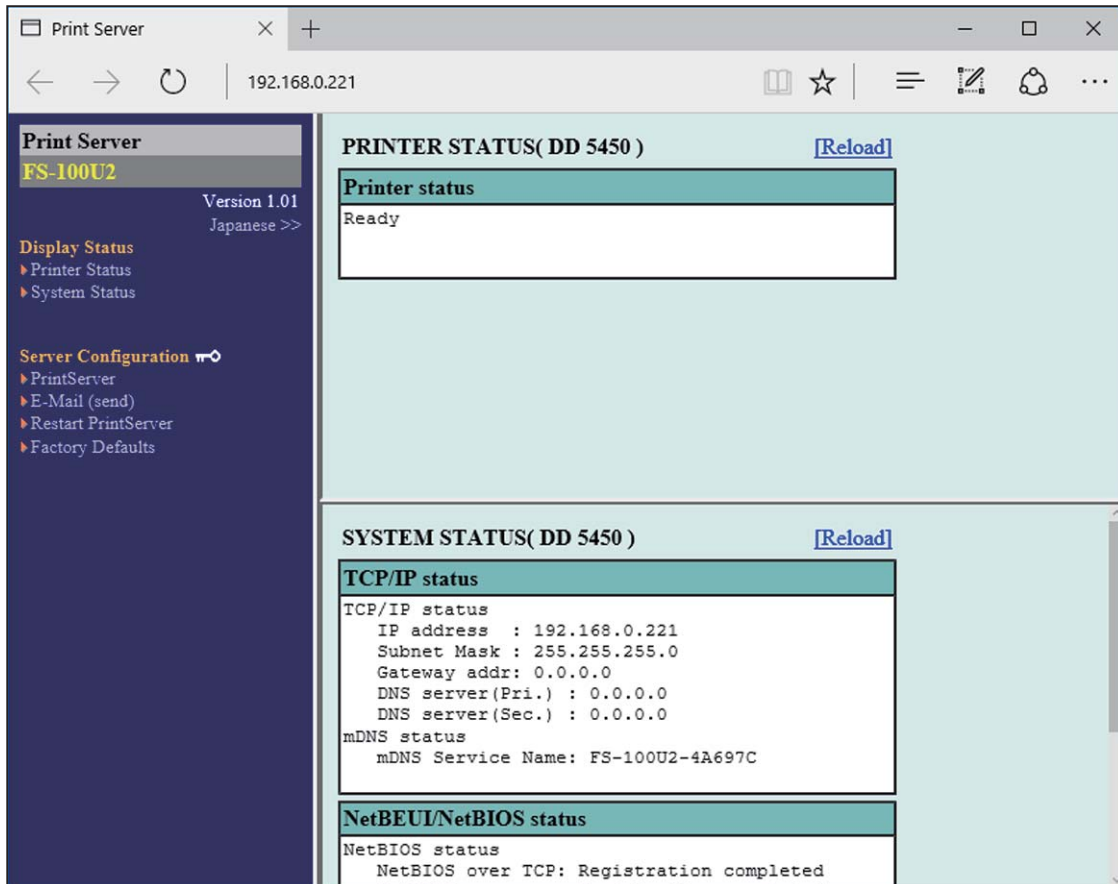 Print Server
192.168.0.221
Print Server
FS-100U2
Version 1.01
Japanese >>
Display Status
Printer Status
System Status
Server Configuration
PrintServer
E-Mail (send)
Restart PrintServer
Factory Defaults
PRINTER STATUS( DD 5450 ) [Reload]
Printer status
Ready
SYSTEM STATUS( DD 5450 ) [Reload]
TCP/IP status
TCP/IP status
IP address : 192.168.0.221
Subnet Mask : 255.255.255.0
Gateway addr: 0.0.0.0
DNS server(Pri.) : 0.0.0.0
DNS server(Sec.) : 0.0.0.0
mDNS status
mDNS Service Name: FS-100U2-4A697C
NetBEUI/NetBIOS status
NetBIOS status
NetBIOS over TCP: Registration completed